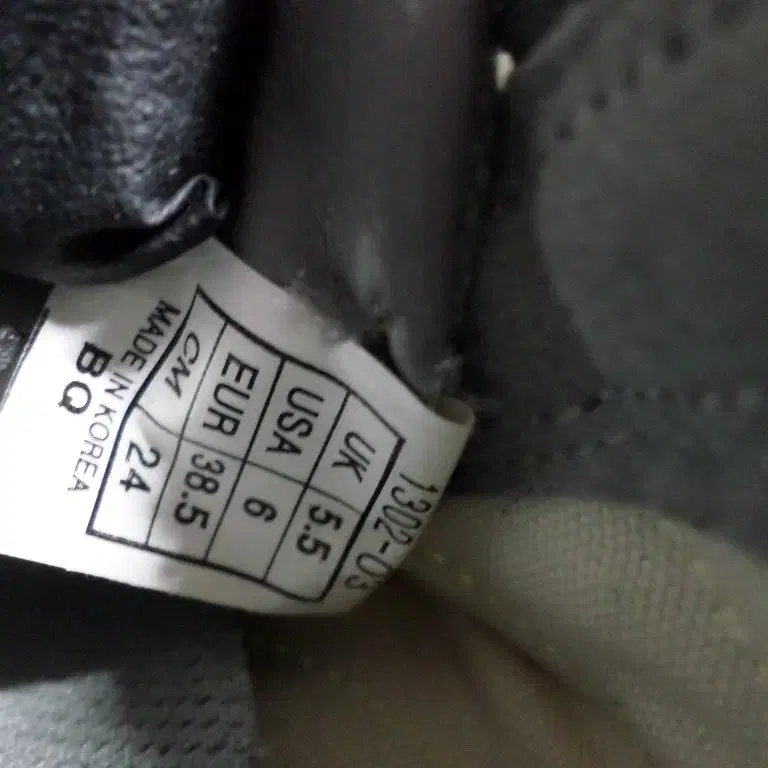 1302-03
UK 5.5
USA 6
EUR 38.5
CM 24
MADE IN KOREA
BQ